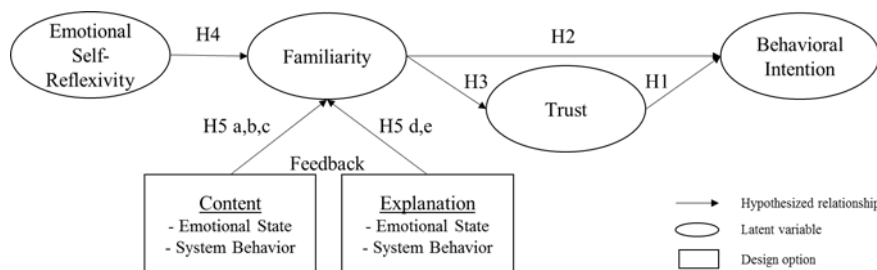 Emotional
Self-
Reflexivity
H4
Familiarity
H2
Behavioral
Intention
H3
Trust
H1
H5 a,b,c
H5 d,e
Feedback
Content
- Emotional State
- System Behavior
Explanation
- Emotional State
- System Behavior
Hypothesized relationship
Latent variable
Design option